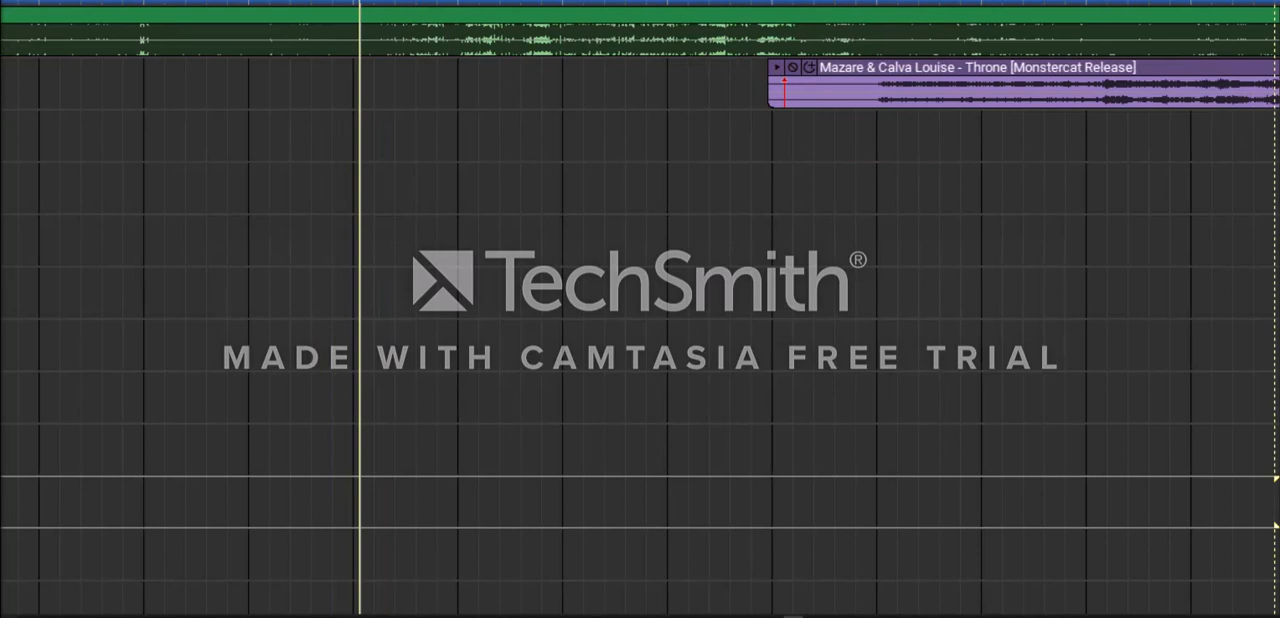 Mazare & Calva Louise - Throne [Monstercat Release]
TechSmith®
MADE WITH CAMTASIA FREE TRIAL